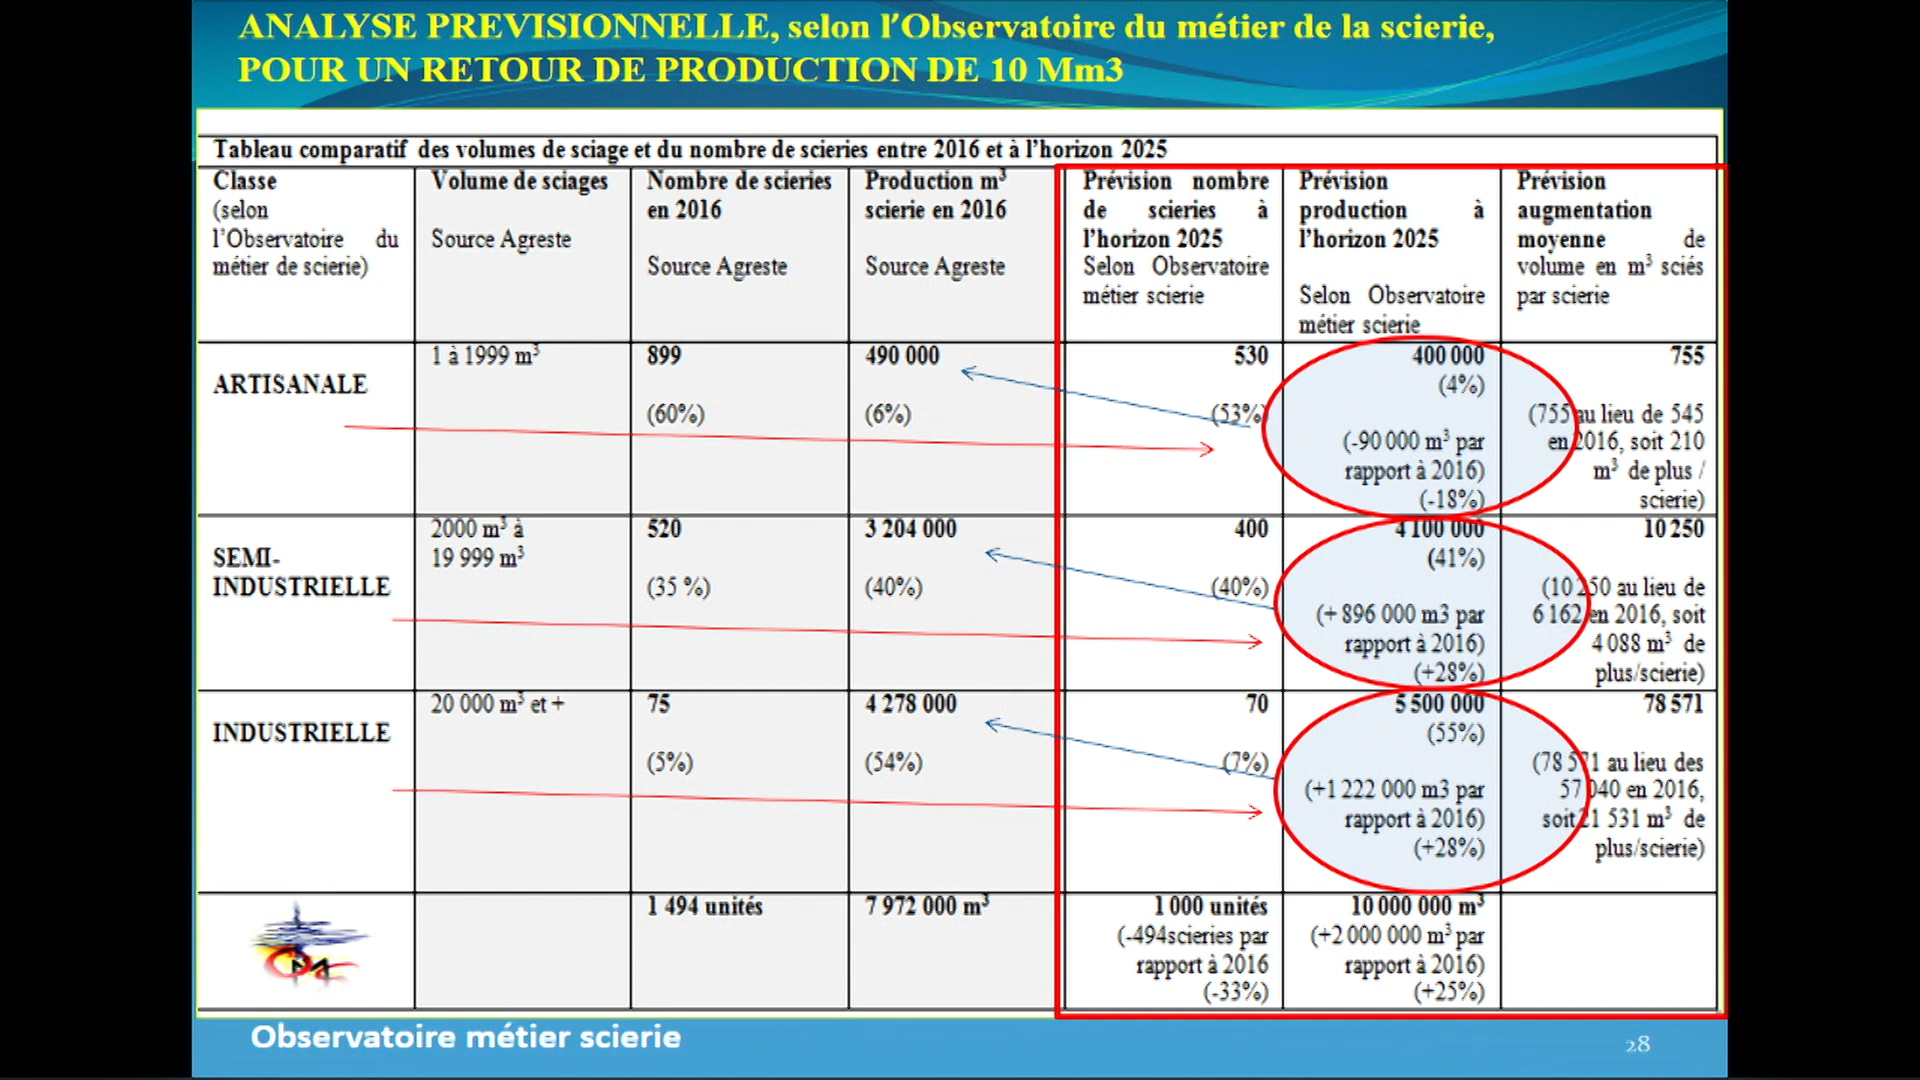 ANALYSE PREVISIONNELLE, selon l’Observatoire du métier de la scierie,
POUR UN RETOUR DE PRODUCTION DE 10 Mm3
Tableau comparatif des volumes de sciage et du nombre de scieries entre 2016 et à l’horizon 2025
Classe
(selon
l’Observatoire du
métier de scierie)
Volume de sciages
Source Agreste
Nombre de scieries
en 2016
Source Agreste
Production m³
scierie en 2016
Source Agreste
Prévision nombre
de scieries à
l’horizon 2025
Selon Observatoire
métier scierie
Prévision
production à
l’horizon 2025
Selon Observatoire
métier scierie
Prévision
augmentation
moyenne de
volume en m³ sciés
par scierie
ARTISANALE
1 à 1999 m³
899
(60%)
490 000
(6%)
530
(53%)
400 000
(4%)
(-90 000 m³ par
rapport à 2016)
(-18%)
755
(755 au lieu de 545
en 2016, soit 210
m³ de plus /
scierie)
SEMI-
INDUSTRIELLE
2000 m³ à
19 999 m³
520
(35 %)
3 204 000
(40%)
400
(40%)
4 100 000
(41%)
(+ 896 000 m3 par
rapport à 2016)
(+28%)
10 250
(10 250 au lieu de
6 162 en 2016, soit
4 088 m³ de
plus/scierie)
INDUSTRIELLE
20 000 m³ et +
75
(5%)
4 278 000
(54%)
70
(7%)
5 500 000
(55%)
(+1 222 000 m3 par
rapport à 2016)
(+28%)
78 571
(78 571 au lieu des
57 040 en 2016,
soit 21 531 m³ de
plus/scierie)
1 494 unités
7 972 000 m³
1 000 unités
(-494scieries par
rapport à 2016
(-33%)
10 000 000 m³
(+2 000 000 m³ par
rapport à 2016)
(+25%)
Observatoire métier scierie
28